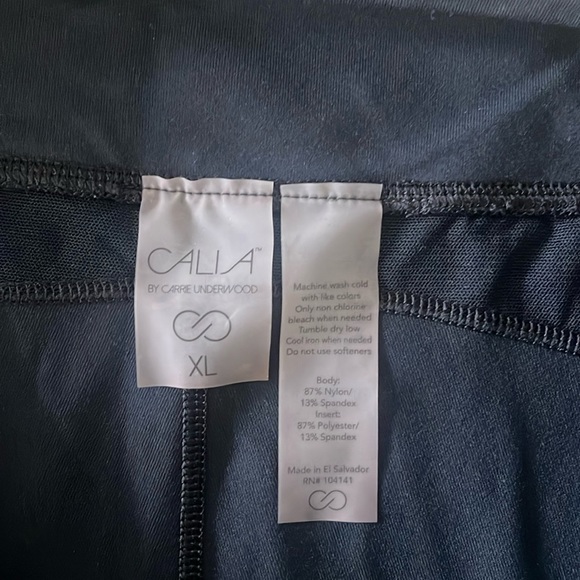 CALIA™
BY CARRIE UNDERWOOD
XL
Machine wash cold
with like colors
Only non chlorine
bleach when needed
Tumble dry low
Cool iron when needed
Do not use softeners
Body:
87% Nylon/
13% Spandex
Insert:
87% Polyester/
13% Spandex
Made in El Salvador
RN# 104141